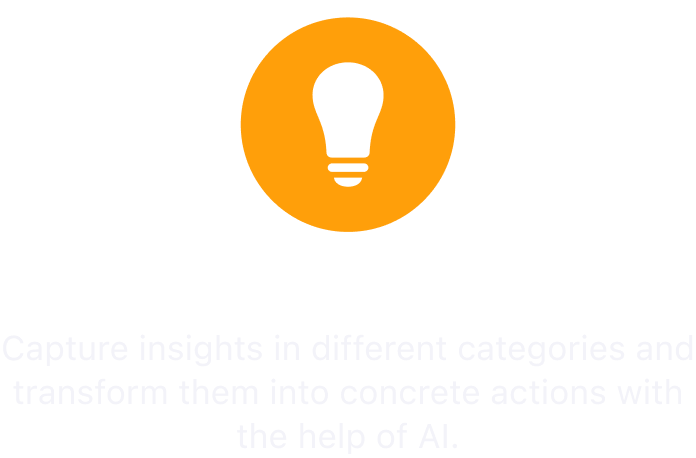 Capture insights in different categories and
transform them into concrete actions with
the help of AI.